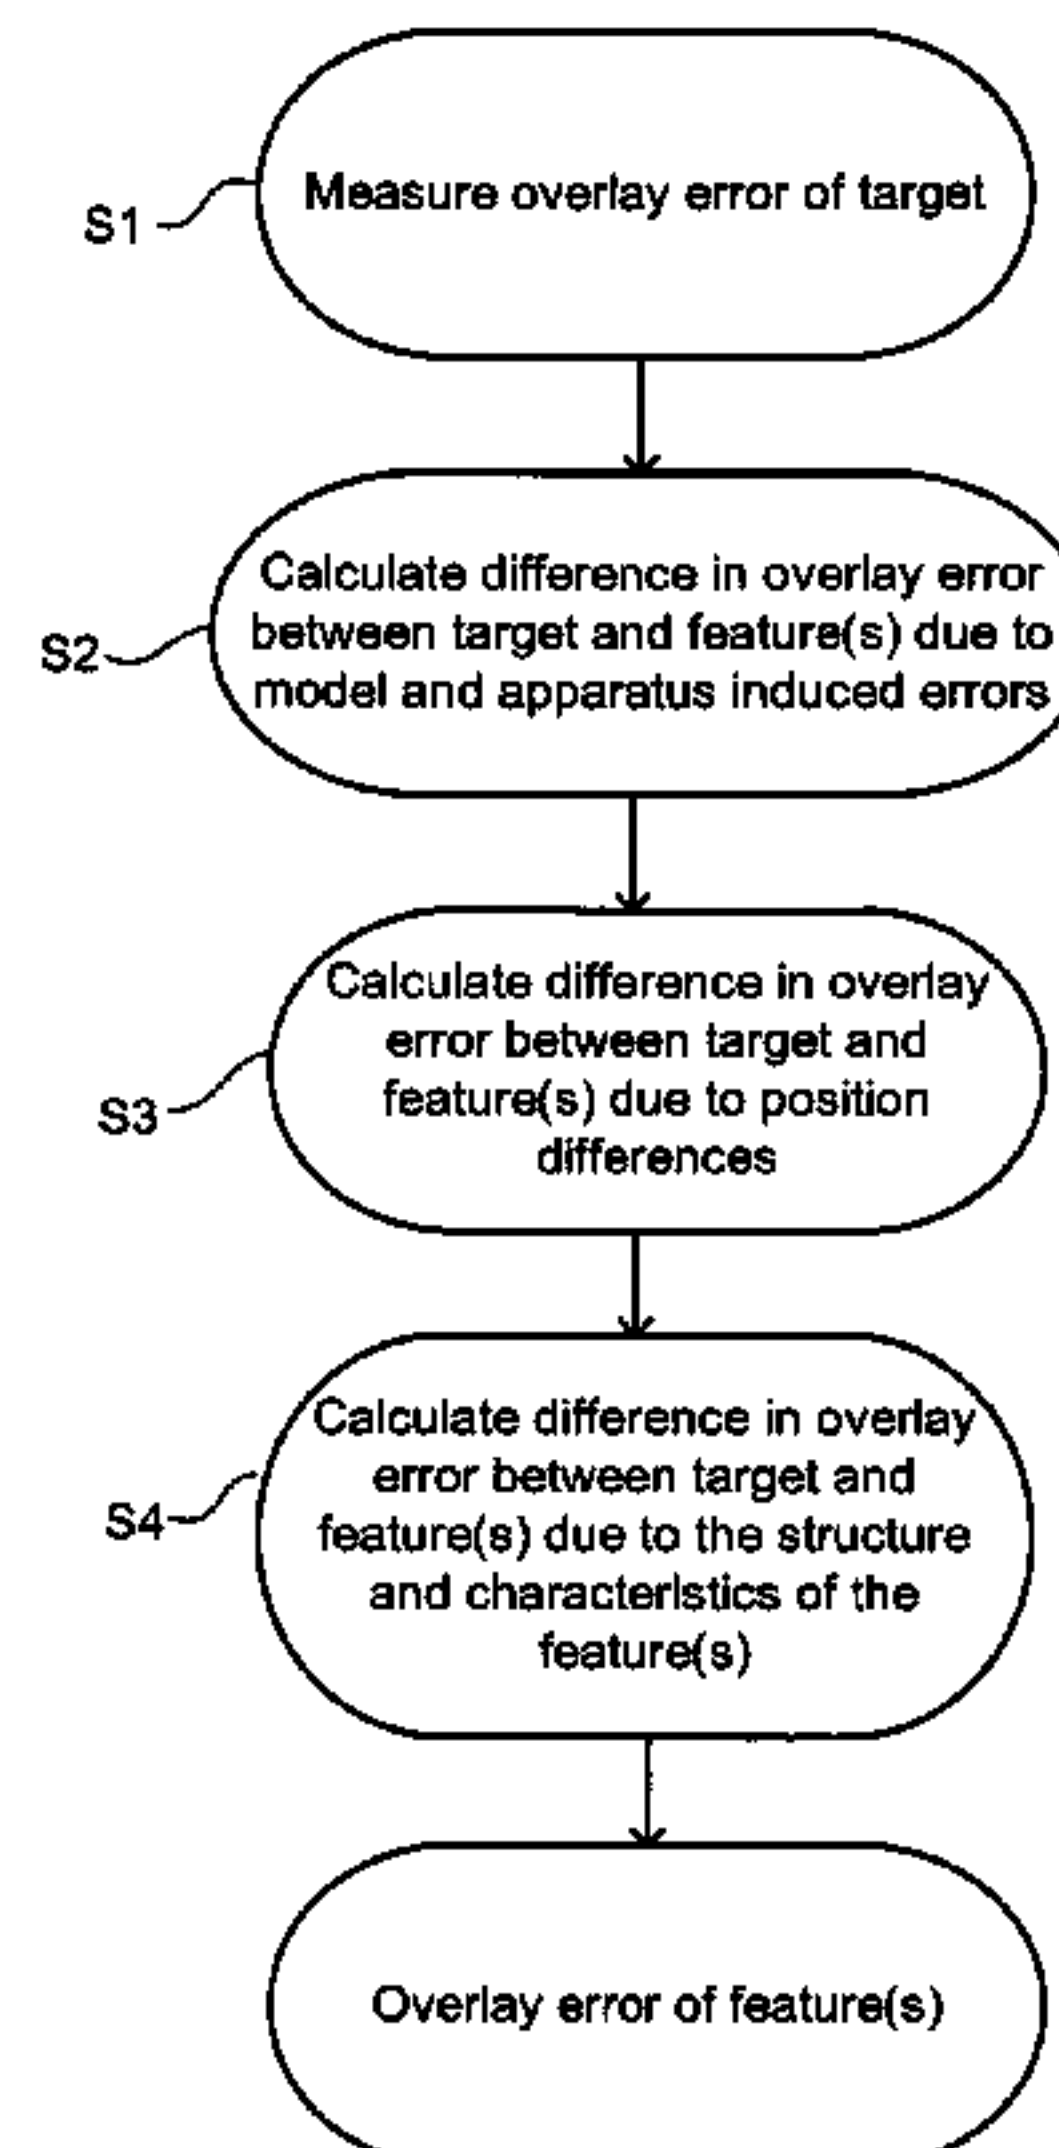 S1
Measure overlay error of target
S2
Calculate difference in overlay error
between target and feature(s) due to
model and apparatus induced errors
S3
Calculate difference in overlay
error between target and
feature(s) due to position
differences
S4
Calculate difference in overlay
error between target and
feature(s) due to the structure
and characteristics of the
feature(s)
Overlay error of feature(s)